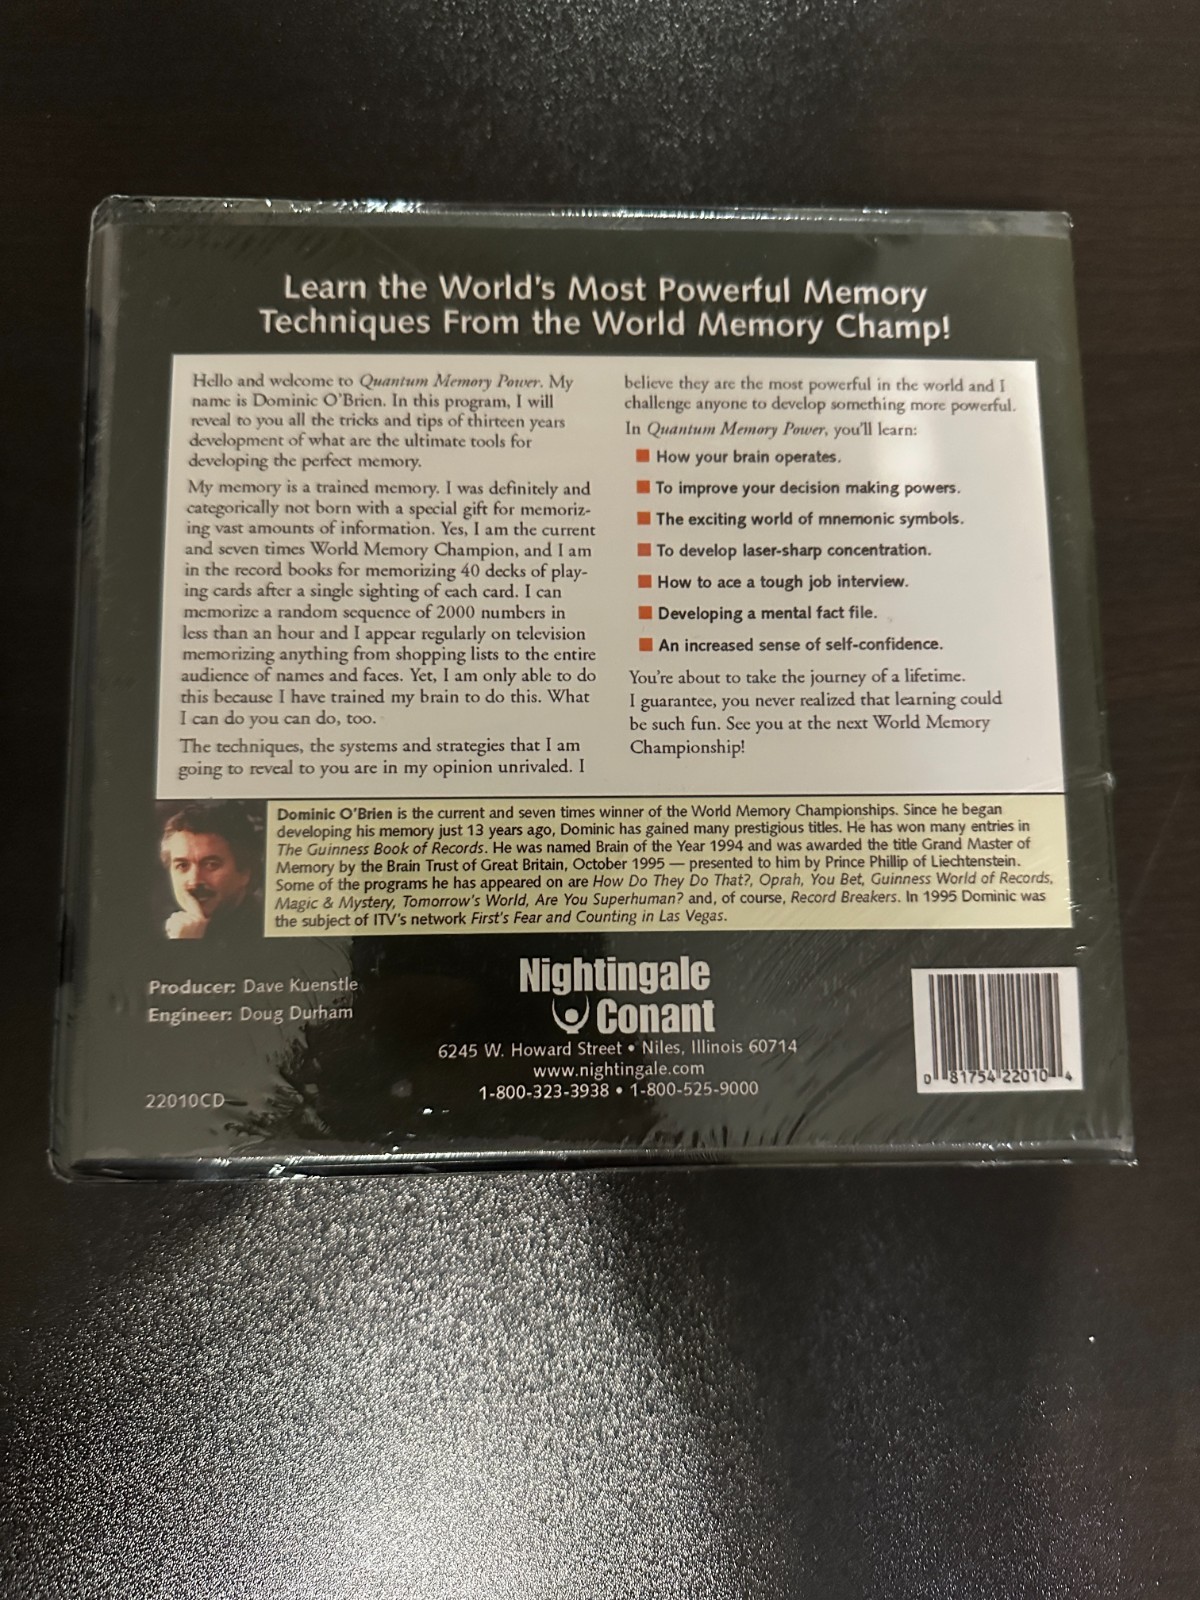 Learn the World's Most Powerful Memory
Techniques From the World Memory Champ!
Hello and welcome to Quantum Memory Power. My
name is Dominic O'Brien. In this program, I will
reveal to you all the tricks and tips of thirteen years
development of what are the ultimate tools for
developing the perfect memory.
My memory is a trained memory. I was definitely and
categorically not born with a special gift for memoriz-
ing vast amounts of information. Yes, I am the current
and seven times World Memory Champion, and I am
in the record books for memorizing 40 decks of play-
ing cards after a single sighting of each card. I can
memorize a random sequence of 2000 numbers in
less than an hour and I appear regularly on television
memorizing anything from shopping lists to the entire
audience of names and faces. Yet, I am only able to do
this because I have trained my brain to do this. What
I can do you can do, too.
The techniques, the systems and strategies that I am
going to reveal to you are in my opinion unrivaled. I
believe they are the most powerful in the world and I
challenge anyone to develop something more powerful.
In Quantum Memory Power, you'll learn:
How your brain operates.
To improve your decision making powers.
The exciting world of mnemonic symbols.
To develop laser-sharp concentration.
How to ace a tough job interview.
Developing a mental fact file.
An increased sense of self-confidence.
You're about to take the journey of a lifetime.
I guarantee, you never realized that learning could
be such fun. See you at the next World Memory
Championship!
Dominic O'Brien is the current and seven times winner of the World Memory Championships. Since he began
developing his memory just 13 years ago, Dominic has gained many prestigious titles. He has won many entries in
The Guinness Book of Records. He was named Brain of the Year 1994 and was awarded the title Grand Master of
Memory by the Brain Trust of Great Britain, October 1995 — presented to him by Prince Phillip of Liechtenstein.
Some of the programs he has appeared on are How Do They Do That?, Oprah, You Bet, Guinness World of Records,
Magic & Mystery, Tomorrow's World, Are You Superhuman? and, of course, Record Breakers. In 1995 Dominic was
the subject of ITV's network First's Fear and Counting in Las Vegas.
Producer: Dave Kuenstle
Engineer: Doug Durham
22010CD
Nightingale
Conant
6245 W. Howard Street • Niles, Illinois 60714
www.nightingale.com
1-800-323-3938 • 1-800-525-9000
0 81754 22010 4